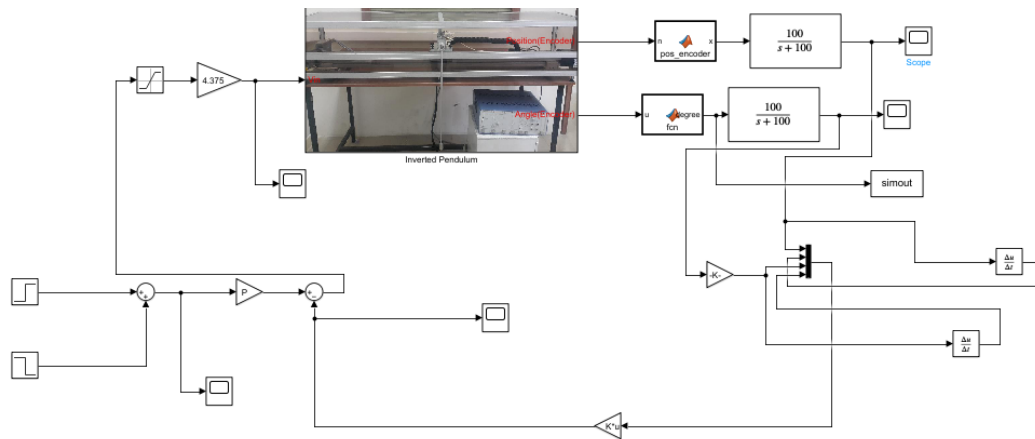 Position(Encoder)
n
x
pos_encoder
100
s + 100
Scope
4.375
Angle(Encoder)
u
degree
fcn
100
s + 100
Inverted Pendulum
simout
-K-
Δu
Δt
P
Δu
Δt
K*u